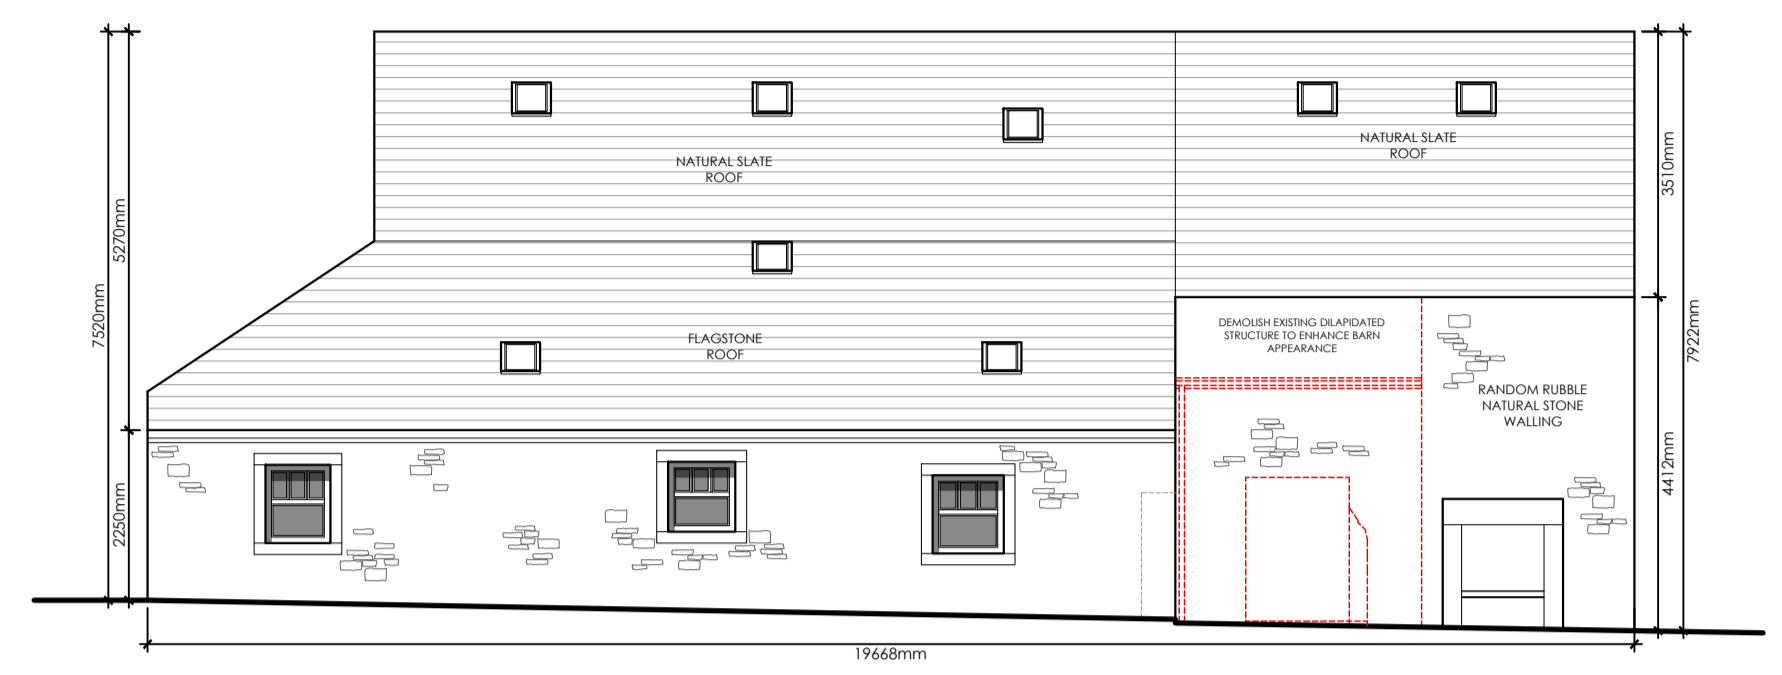 NATURAL SLATE
ROOF
NATURAL SLATE
ROOF
3510mm
5270mm
7520mm
FLAGSTONE
ROOF
DEMOLISH EXISTING DILAPIDATED
STRUCTURE TO ENHANCE BARN
APPEARANCE
7922mm
RANDOM RUBBLE
NATURAL STONE
WALLING
4412mm
2250mm
19668mm